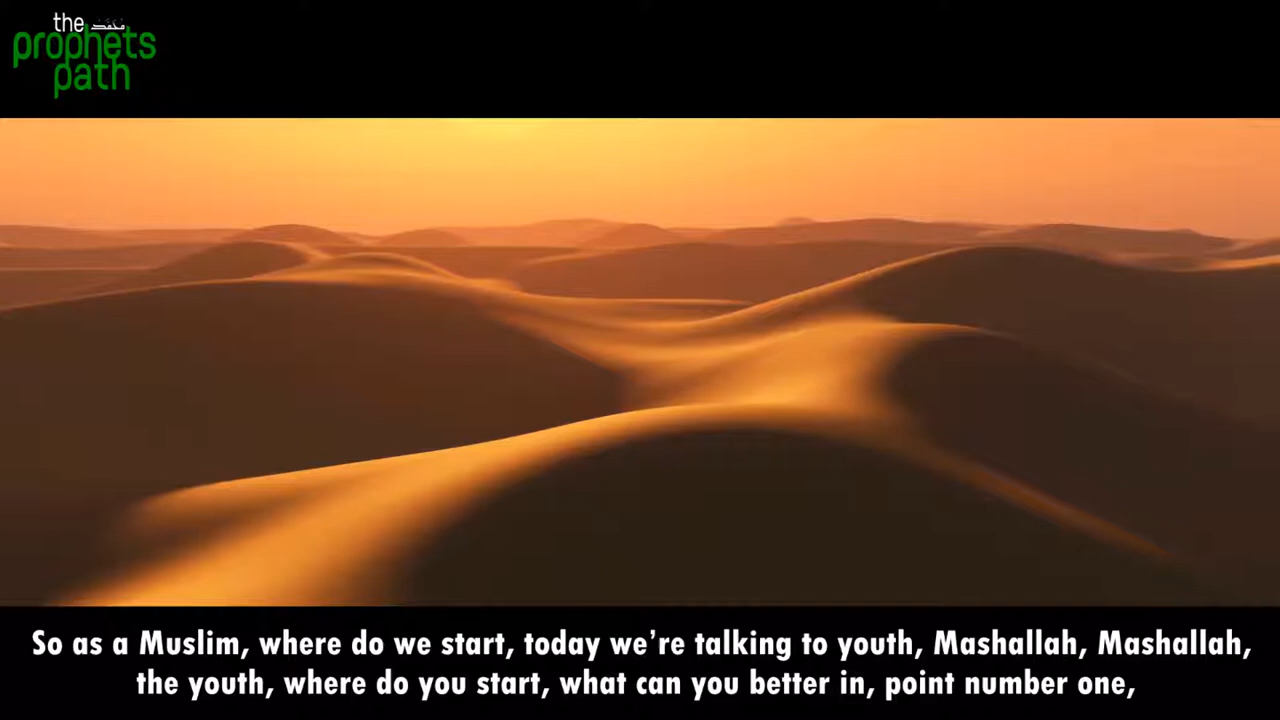 the محمد
prophets
path
So as a Muslim, where do we start, today we’re talking to youth, Mashallah, Mashallah,
the youth, where do you start, what can you better in, point number one,